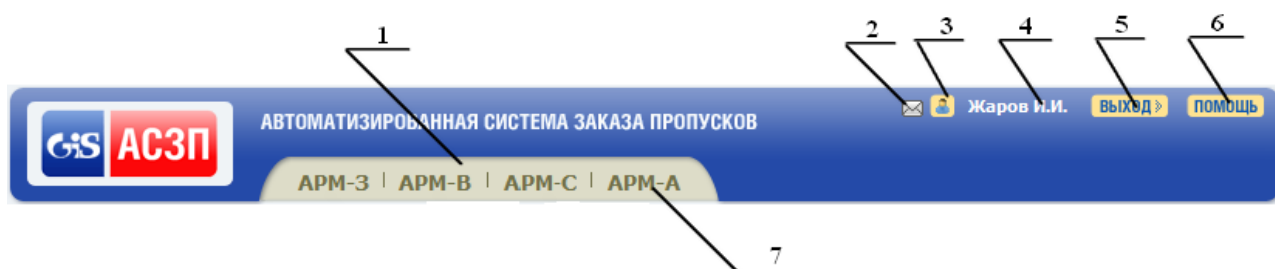 1 2 3 4 5 6
Жаров И.И. ВЫХОД » ПОМОЩЬ
GiS АСЗП АВТОМАТИЗИРОВАННАЯ СИСТЕМА ЗАКАЗА ПРОПУСКОВ
АРМ-З | АРМ-В | АРМ-С | АРМ-А
7